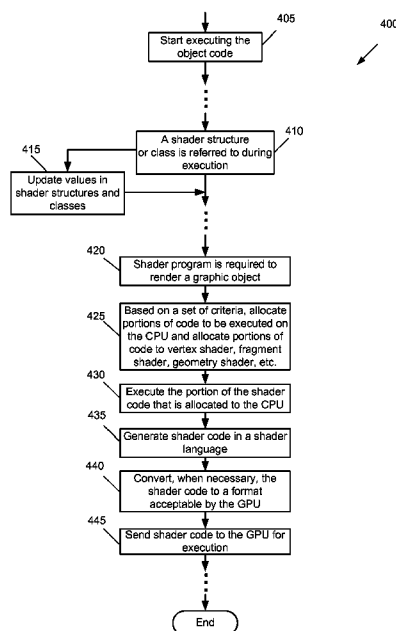 405
400
Start executing the
object code
410
A shader structure
or class is referred to during
execution
415
Update values in
shader structures and
classes
420
Shader program is required to
render a graphic object
425
Based on a set of criteria, allocate
portions of code to be executed on
the CPU and allocate portions of
code to vertex shader, fragment
shader, geometry shader, etc.
430
Execute the portion of the shader
code that is allocated to the CPU
435
Generate shader code in a shader
language
440
Convert, when necessary, the
shader code to a format
acceptable by the GPU
445
Send shader code to the GPU for
execution
End